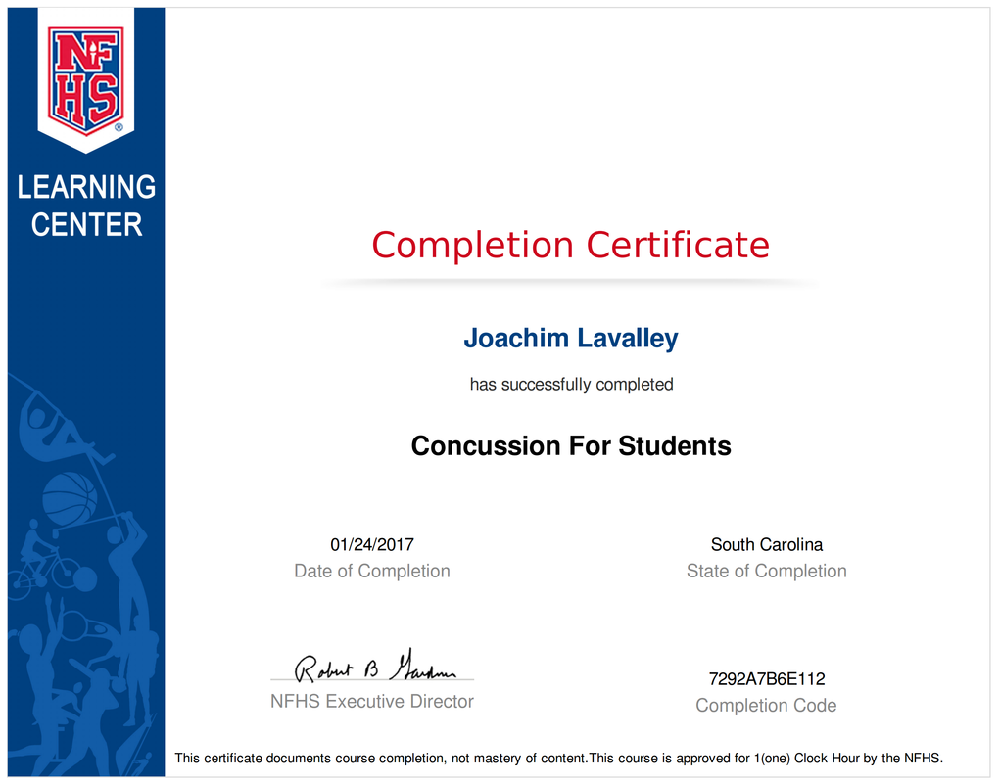 NF
HS
®
LEARNING
CENTER
Completion Certificate
Joachim Lavalley
has successfully completed
Concussion For Students
01/24/2017
Date of Completion
South Carolina
State of Completion
Robert B Gardner
NFHS Executive Director
7292A7B6E112
Completion Code
This certificate documents course completion, not mastery of content.This course is approved for 1(one) Clock Hour by the NFHS.